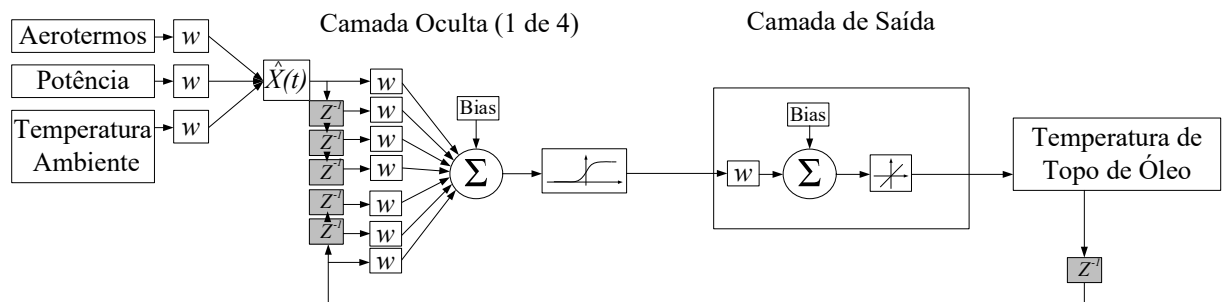 Camada Oculta (1 de 4)
Camada de Saída
Aerotermos
w
Potência
w
Temperatura
Ambiente
w
X̂(t)
Z⁻¹
Z⁻¹
Z⁻¹
Z⁻¹
Z⁻¹
w
w
w
w
w
w
w
Bias
Σ
w
Bias
Σ
Temperatura de
Topo de Óleo
Z⁻¹